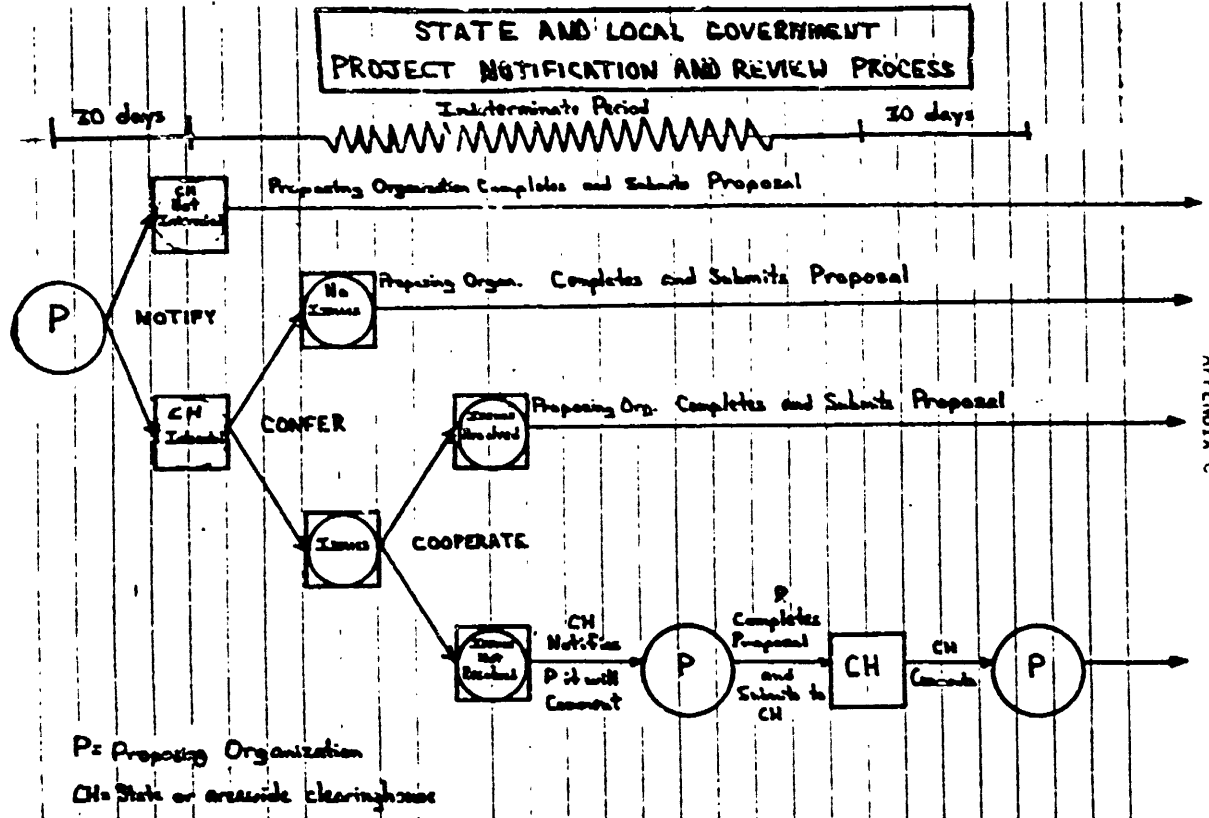 STATE AND LOCAL GOVERNMENT
PROJECT NOTIFICATION AND REVIEW PROCESS
30 days
Indeterminate Period
30 days
CH
Not
Proposing Organization Completes and Submits Proposal
P
NOTIFY
No
Issues
Proposing Organ. Completes and Submits Proposal
CH
CONFER
Issues
Resolved
Proposing Org. Completes and Submits Proposal
Issues
COOPERATE
Issues
Not
Resolved
CH
Notifies
P it will
Comment
P
P
Completes
Proposal
and
Submits to
CH
CH
CH
Comments
P
P= Proposing Organization
CH= State or areawide clearinghouse
APPENDIX C